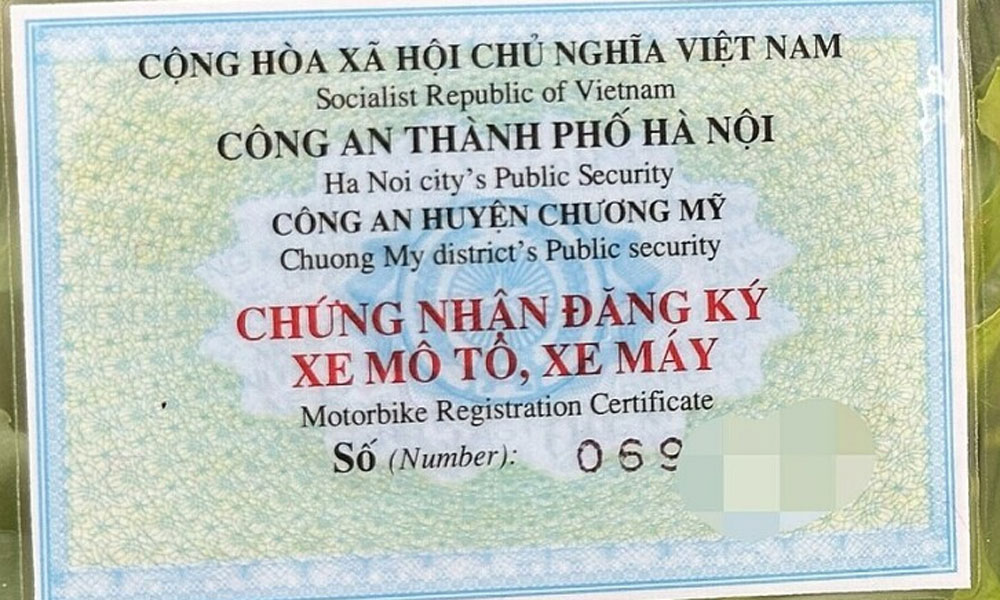 CỘNG HÒA XÃ HỘI CHỦ NGHĨA VIỆT NAM
Socialist Republic of Vietnam
CÔNG AN THÀNH PHỐ HÀ NỘI
Ha Noi city's Public Security
CÔNG AN HUYỆN CHƯƠNG MỸ
Chuong My district's Public security
CHỨNG NHẬN ĐĂNG KÝ
XE MÔ TÔ, XE MÁY
Motorbike Registration Certificate
Số (Number): 069